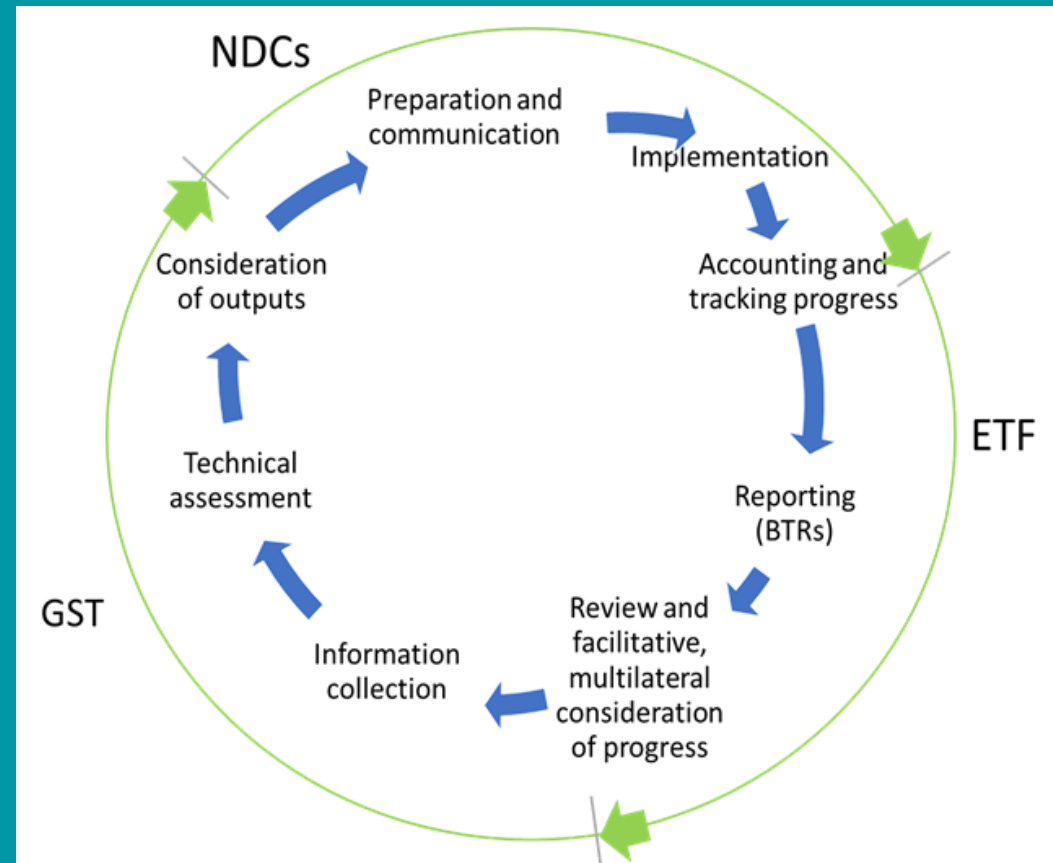 NDCs
Preparation and
communication
Implementation
Accounting and
tracking progress
ETF
Reporting
(BTRs)
Review and
facilitative,
multilateral
consideration
of progress
Information
collection
GST
Technical
assessment
Consideration
of outputs